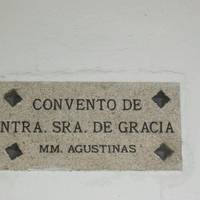 CONVENTO DE
NTRA. SRA. DE GRACIA
MM. AGUSTINAS